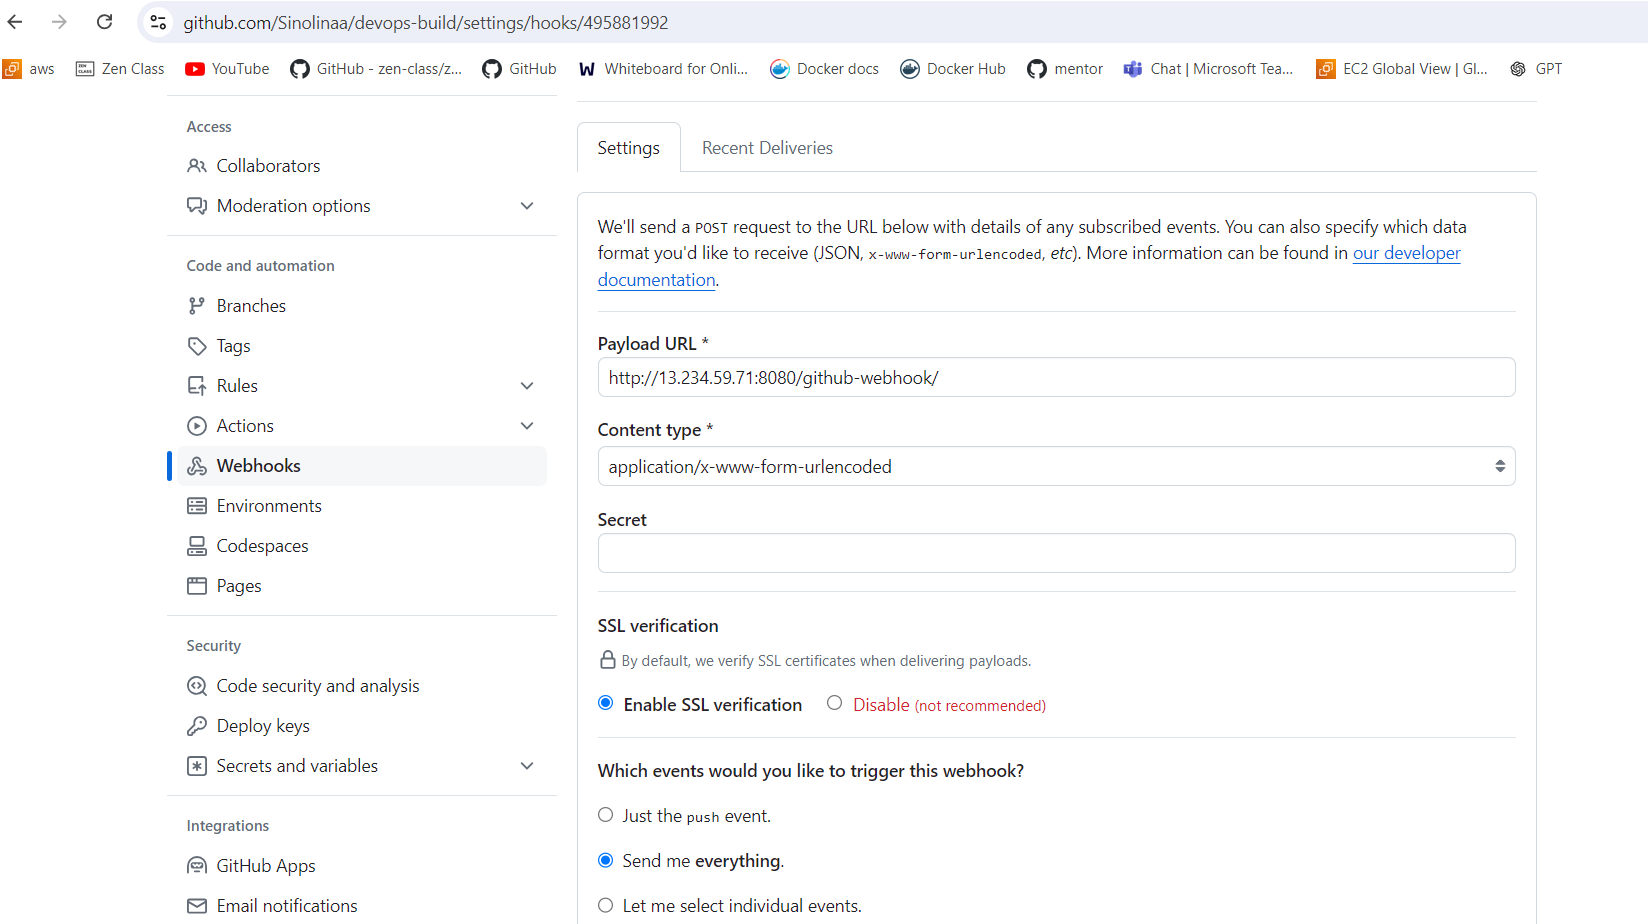 github.com/Sinolinaa/devops-build/settings/hooks/495881992
aws Zen Class YouTube GitHub - zen-class/z... GitHub Whiteboard for Onli... Docker docs Docker Hub mentor Chat | Microsoft Tea... EC2 Global View | Gl... GPT
Access
Collaborators
Moderation options
Code and automation
Branches
Tags
Rules
Actions
Webhooks
Environments
Codespaces
Pages
Security
Code security and analysis
Deploy keys
Secrets and variables
Integrations
GitHub Apps
Email notifications
Settings Recent Deliveries
We'll send a POST request to the URL below with details of any subscribed events. You can also specify which data
format you'd like to receive (JSON, x-www-form-urlencoded, etc). More information can be found in our developer
documentation.
Payload URL *
http://13.234.59.71:8080/github-webhook/
Content type *
application/x-www-form-urlencoded
Secret
SSL verification
By default, we verify SSL certificates when delivering payloads.
Enable SSL verification Disable (not recommended)
Which events would you like to trigger this webhook?
Just the push event.
Send me everything.
Let me select individual events.